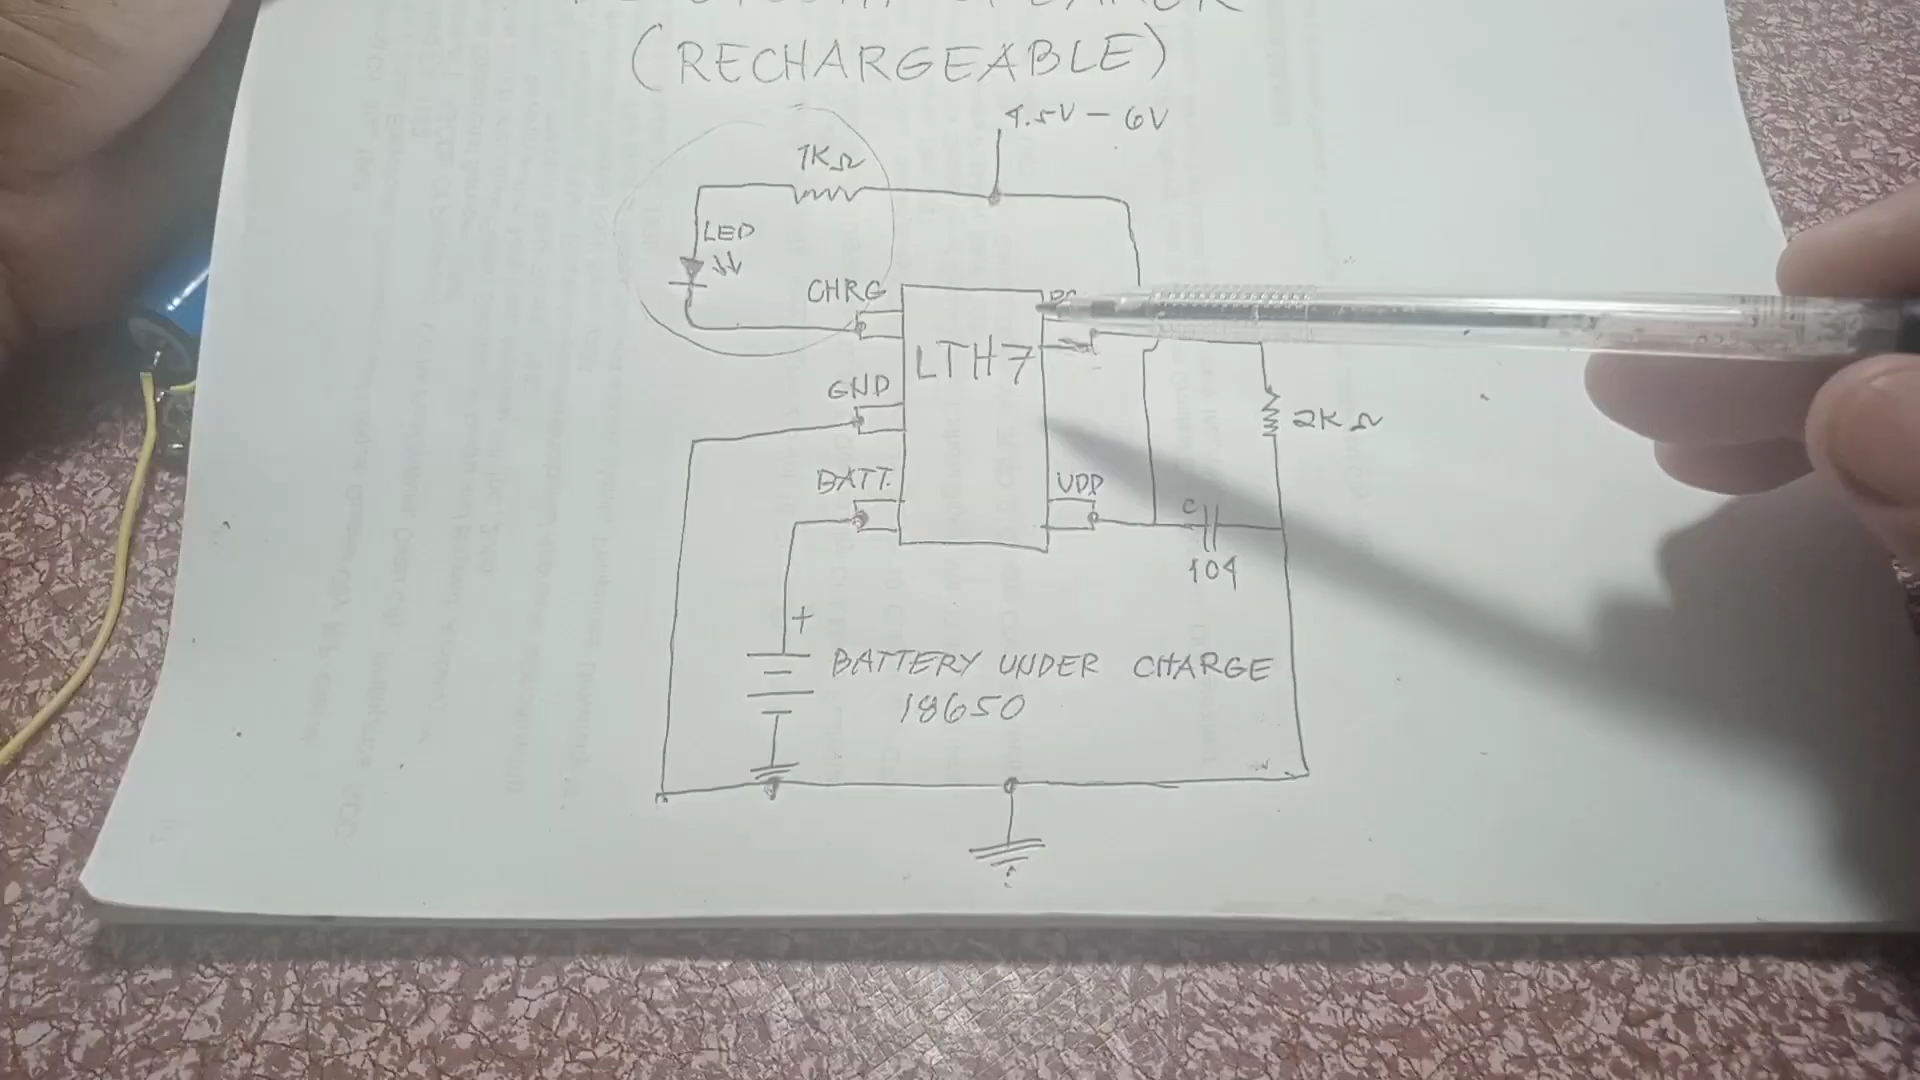 (RECHARGEABLE)
4.5V - 6V
1KΩ
LED
CHRG
LTH7
GND
2KΩ
BATT.
VDD
C
104
+
BATTERY UNDER CHARGE
18650